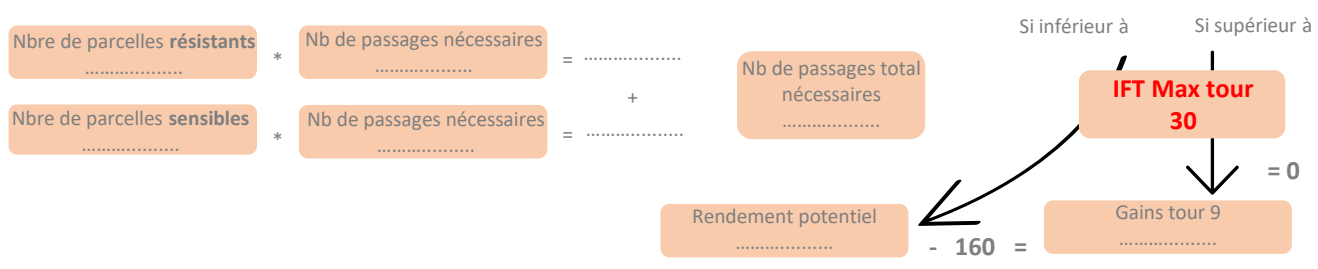 Nbre de parcelles résistants
...................
*
Nb de passages nécessaires
...................
= ...................
+
Nbre de parcelles sensibles
...................
*
Nb de passages nécessaires
...................
= ...................
Nb de passages total
nécessaires
...................
Si inférieur à
Si supérieur à
IFT Max tour
30
= 0
Rendement potentiel
...................
- 160 =
Gains tour 9
...................